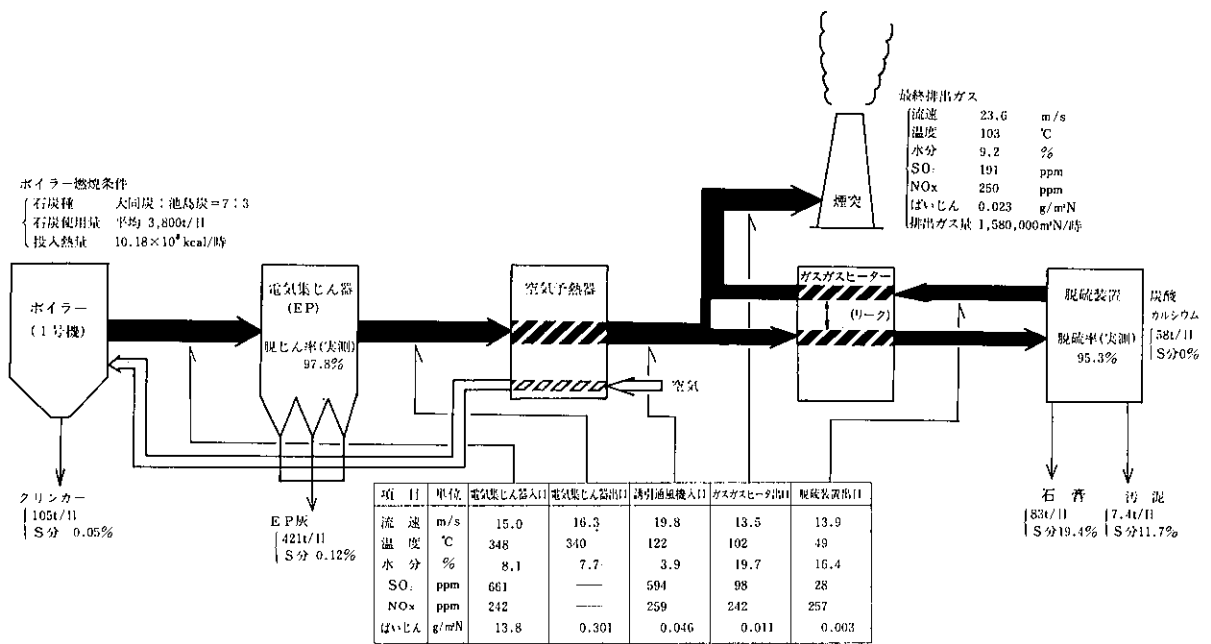 最終排出ガス
流速 23.6 m/s
温度 103 ℃
水分 9.2 %
SO₂ 191 ppm
NOx 250 ppm
ばいじん 0.023 g/m³N
排出ガス量 1,580,000m³N/時
煙突
ボイラー燃焼条件
石炭種 大同炭:池島炭=7:3
石炭使用量 平均 3,800t/日
投入熱量 10.18×10⁸kcal/時
ボイラー
(1号機)
電気集じん器
(EP)
脱じん率(実測)
97.8%
空気予熱器
空気
ガスガスヒーター
(リーク)
脱硫装置
脱硫率(実測)
95.3%
炭酸
カルシウム
58t/日
S分0%
クリンカー
105t/日
S分 0.05%
EP灰
421t/日
S分 0.12%
石膏
83t/日
S分19.4%
汚泥
7.4t/日
S分11.7%
項目 単位 電気集じん器入口 電気集じん器出口 誘引通風機入口 ガスガスヒータ出口 脱硫装置出口
流速 m/s 15.0 16.3 19.8 13.5 13.9
温度 ℃ 348 340 122 102 49
水分 % 8.1 7.7 3.9 19.7 16.4
SO₂ ppm 661 — 594 98 28
NOx ppm 242 — 259 242 257
ばいじん g/m³N 13.8 0.301 0.046 0.011 0.003